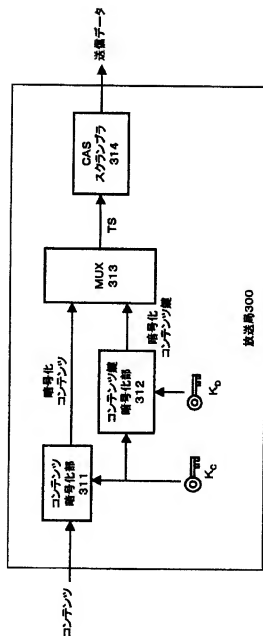 コンテンツ
コンテンツ
暗号化部
311
暗号化
コンテンツ
コンテンツ鍵
暗号化部
312
暗号化
コンテンツ鍵
MUX
313
TS
CAS
スクランブラ
314
送信データ
KC
KD
放送局300